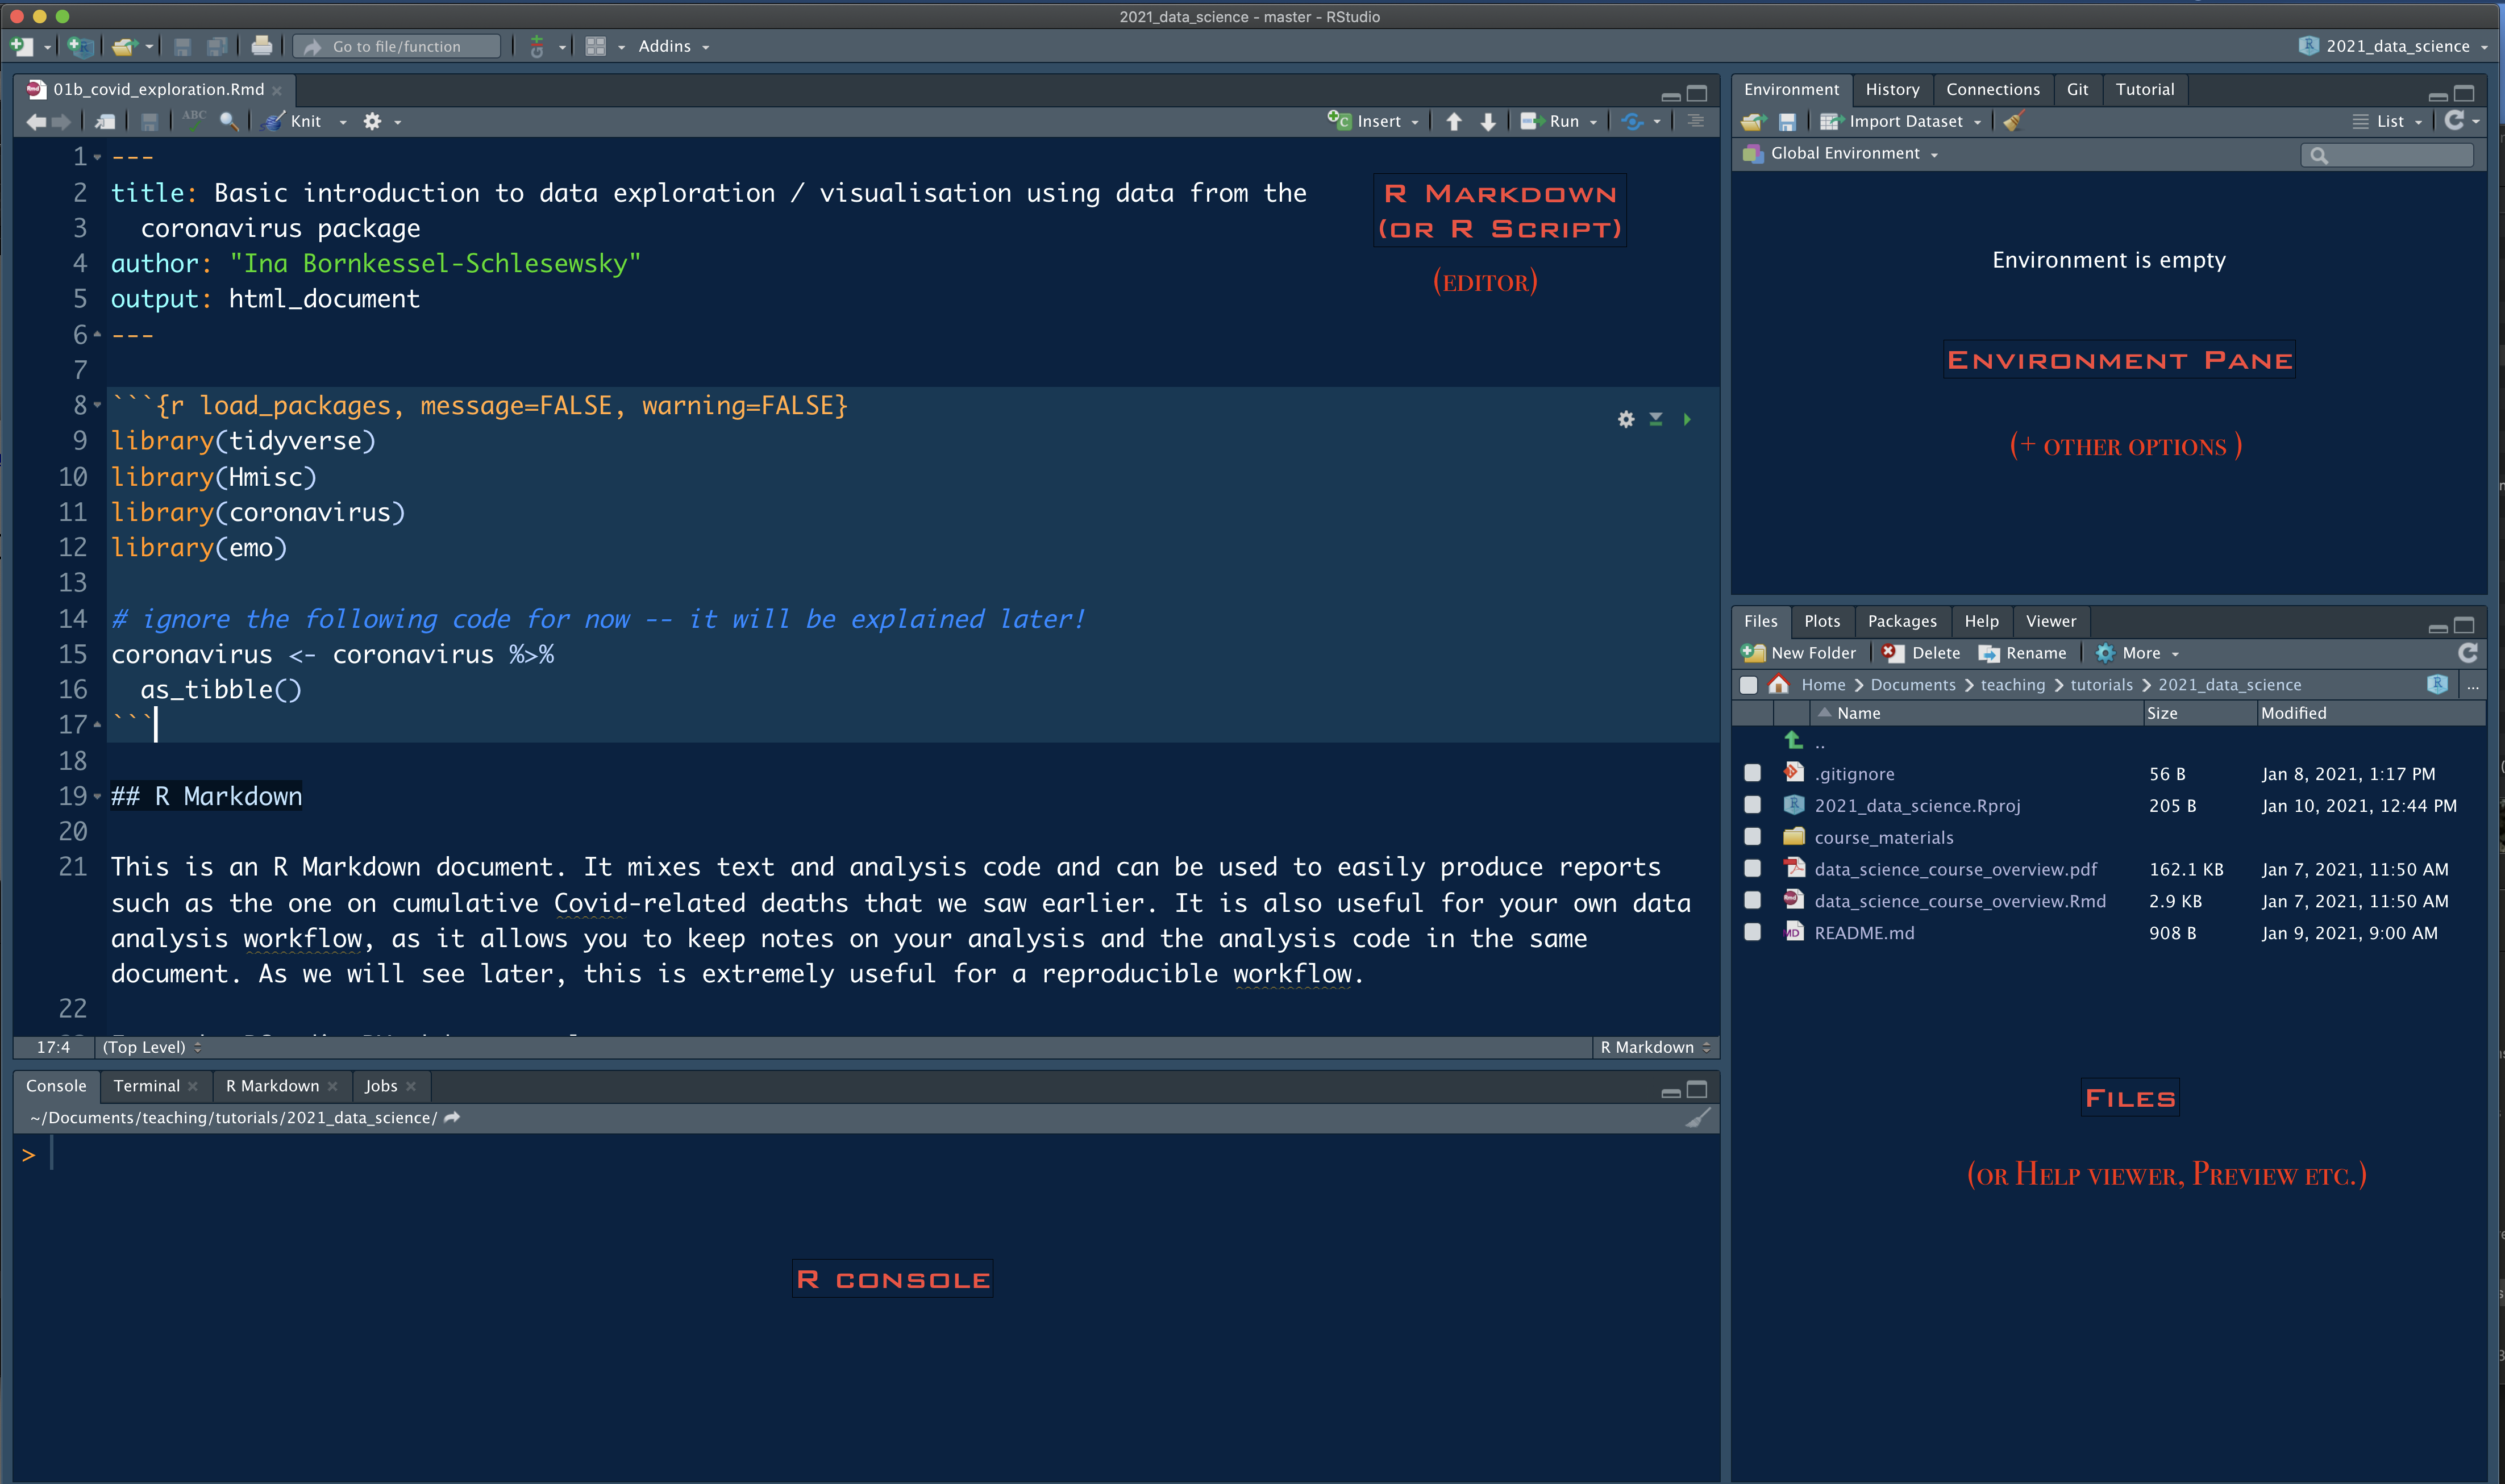 2021_data_science - master - RStudio
Go to file/function
Addins
2021_data_science
01b_covid_exploration.Rmd
ABC
Knit
Insert
Run
1 ---
2 title: Basic introduction to data exploration / visualisation using data from the
3   coronavirus package
4 author: "Ina Bornkessel-Schlesewsky"
5 output: html_document
6 ---
7
8 ```{r load_packages, message=FALSE, warning=FALSE}
9 library(tidyverse)
10 library(Hmisc)
11 library(coronavirus)
12 library(emo)
13
14 # ignore the following code for now -- it will be explained later!
15 coronavirus <- coronavirus %>%
16   as_tibble()
17 ```
18
19 ## R Markdown
20
21 This is an R Markdown document. It mixes text and analysis code and can be used to easily produce reports
such as the one on cumulative Covid-related deaths that we saw earlier. It is also useful for your own data
analysis workflow, as it allows you to keep notes on your analysis and the analysis code in the same
document. As we will see later, this is extremely useful for a reproducible workflow.
22
R Markdown
(or R Script)
(editor)
17:4 (Top Level) R Markdown
Console Terminal R Markdown Jobs
~/Documents/teaching/tutorials/2021_data_science/
>
R console
Environment History Connections Git Tutorial
Import Dataset List
Global Environment
Environment is empty
Environment Pane
(+ other options )
Files Plots Packages Help Viewer
New Folder Delete Rename More
Home Documents teaching tutorials 2021_data_science ...
Name Size Modified
..
.gitignore 56 B Jan 8, 2021, 1:17 PM
2021_data_science.Rproj 205 B Jan 10, 2021, 12:44 PM
course_materials
data_science_course_overview.pdf 162.1 KB Jan 7, 2021, 11:50 AM
data_science_course_overview.Rmd 2.9 KB Jan 7, 2021, 11:50 AM
README.md 908 B Jan 9, 2021, 9:00 AM
Files
(or Help viewer, Preview etc.)